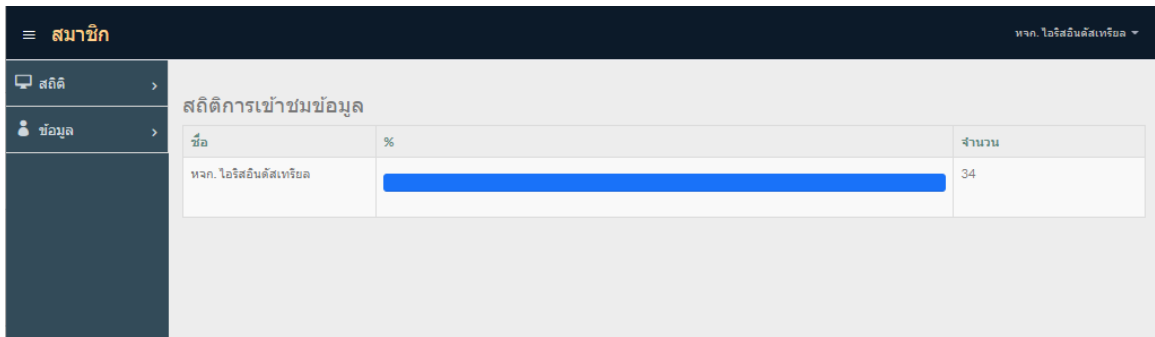 ≡ สมาชิก
หจก. ไอริสอินดัสเทรียล
สถิติ
ข้อมูล
สถิติการเข้าชมข้อมูล
ชื่อ % จำนวน
หจก. ไอริสอินดัสเทรียล 34